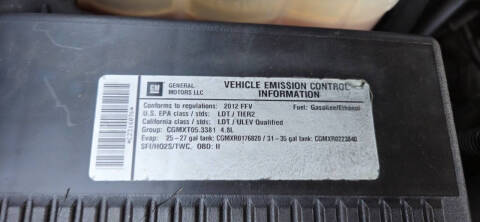 GM
GENERAL
MOTORS LLC
VEHICLE EMISSION CONTROL
INFORMATION
Conforms to regulations: 2012 FFV Fuel: Gasoline/Ethanol
U.S. EPA class / stds: LDT / TIER2
California class / stds: LDT / ULEV Qualified
Group: CGMXT05.3381 4.8L
Evap: 25 - 27 gal tank: CGMXR0176820 / 31 - 35 gal tank: CGMXR0223840
SFI/HO2S/TWC, OBD: II